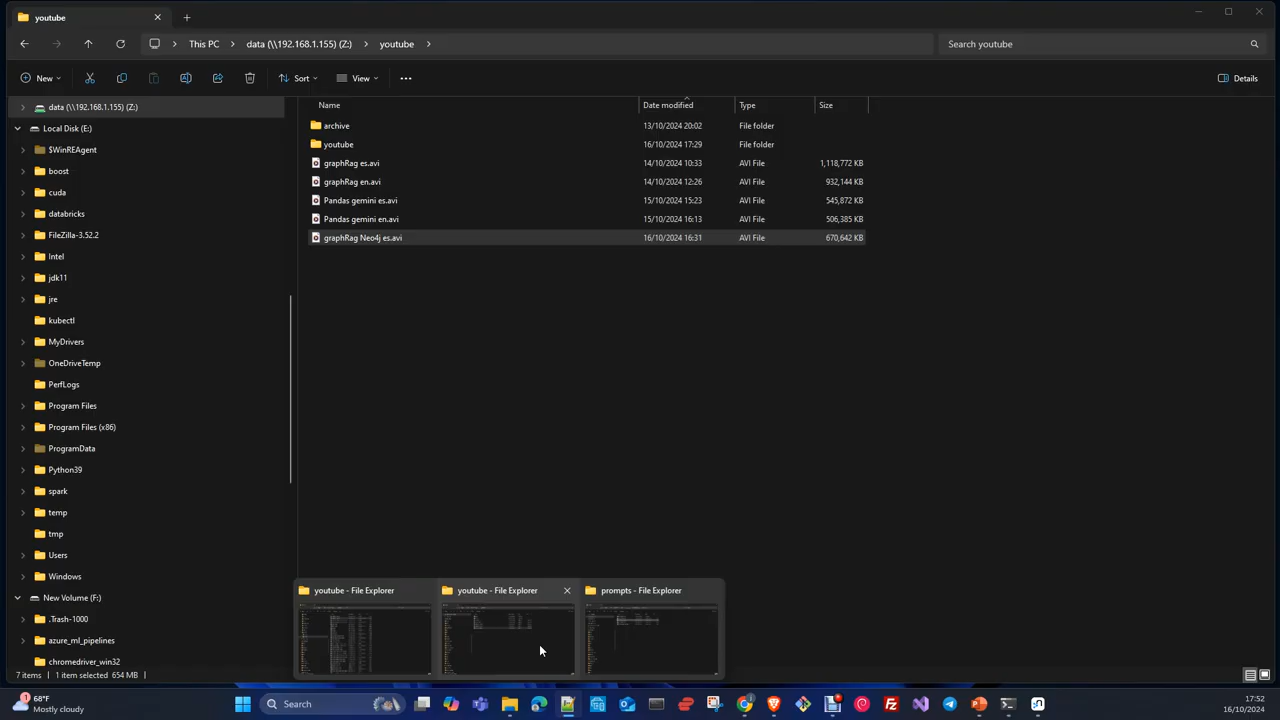 youtube
This PC
data (\\192.168.1.155) (Z:)
youtube
Search youtube
New
Sort
View
Details
data (\\192.168.1.155) (Z:)
Local Disk (E:)
$WinREAgent
boost
cuda
databricks
FileZilla-3.52.2
Intel
jdk11
jre
kubectl
MyDrivers
OneDriveTemp
PerfLogs
Program Files
Program Files (x86)
ProgramData
Python39
spark
temp
tmp
Users
Windows
New Volume (F:)
.Trash-1000
azure_ml_pipelines
chromedriver_win32
Name Date modified Type Size
archive 13/10/2024 20:02 File folder
youtube 16/10/2024 17:29 File folder
graphRag es.avi 14/10/2024 10:33 AVI File 1,118,772 KB
graphRag en.avi 14/10/2024 12:26 AVI File 932,144 KB
Pandas gemini es.avi 15/10/2024 15:23 AVI File 545,872 KB
Pandas gemini en.avi 15/10/2024 16:13 AVI File 506,385 KB
graphRag Neo4j es.avi 16/10/2024 16:31 AVI File 670,642 KB
youtube - File Explorer
youtube - File Explorer
prompts - File Explorer
7 items 1 item selected 654 MB
68°F
Mostly cloudy
Search
17:52
16/10/2024